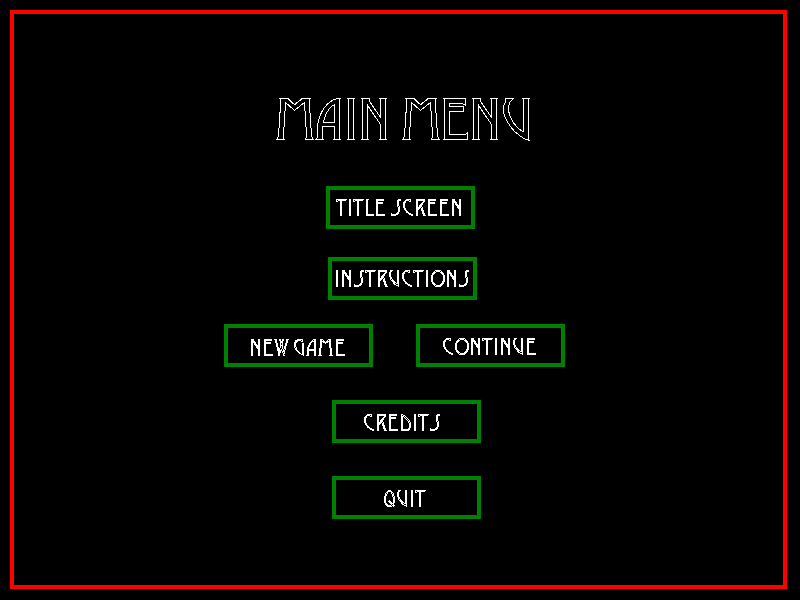 MAIN MENU
TITLE SCREEN
INSTRUCTIONS
NEW GAME
CONTINUE
CREDITS
QUIT